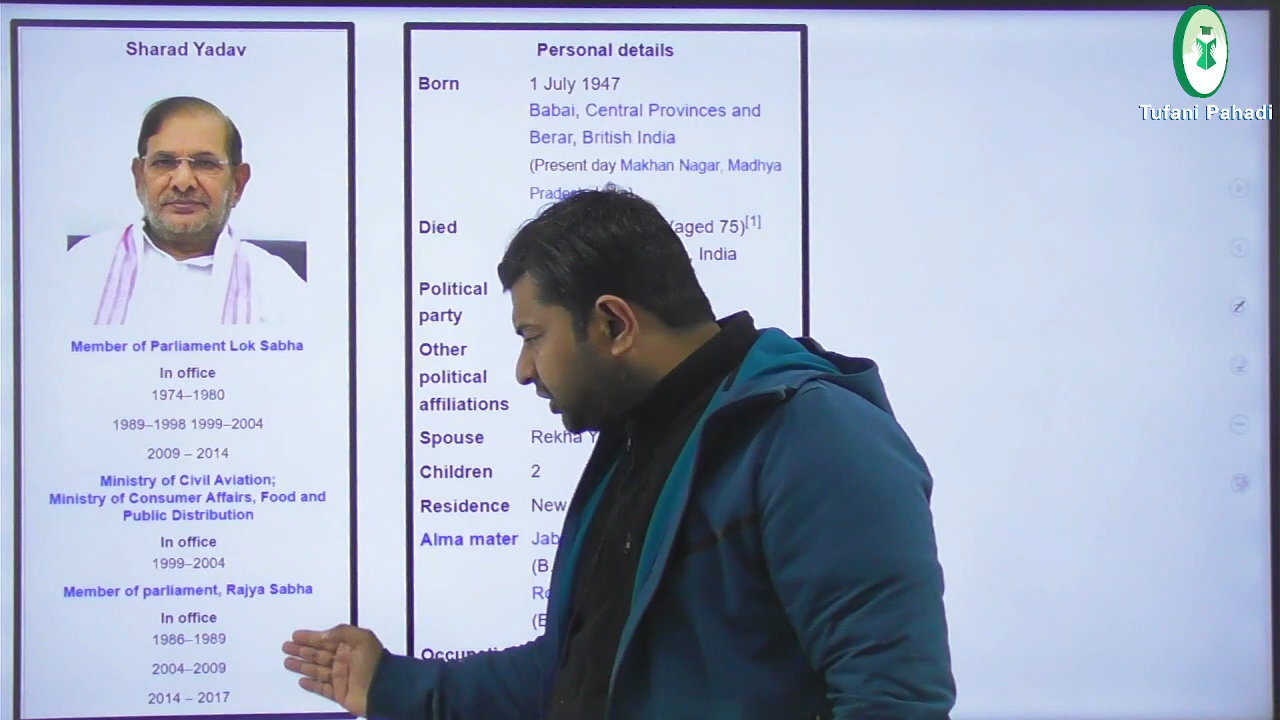 Sharad Yadav
Member of Parliament Lok Sabha
In office
1974–1980
1989–1998 1999–2004
2009 – 2014
Ministry of Civil Aviation;
Ministry of Consumer Affairs, Food and
Public Distribution
In office
1999–2004
Member of parliament, Rajya Sabha
In office
1986–1989
2004–2009
2014 – 2017
Personal details
Born 1 July 1947
Babai, Central Provinces and
Berar, British India
(Present day Makhan Nagar, Madhya
Died (aged 75)[1]
, India
Political
party
Other
political
affiliations
Spouse Rekha
Children 2
Residence New
Alma mater
(B.
Tufani Pahadi